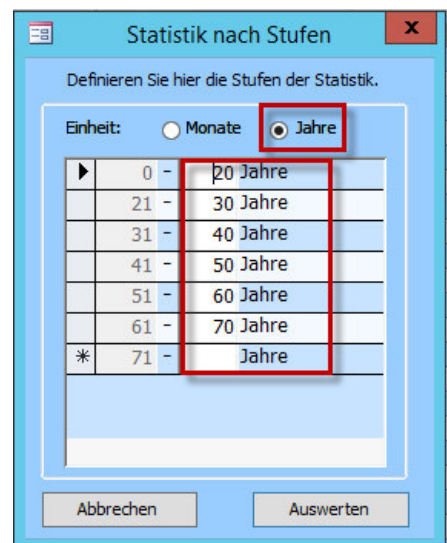 Statistik nach Stufen x
Definieren Sie hier die Stufen der Statistik.
Einheit: Monate Jahre
0 - 20 Jahre
21 - 30 Jahre
31 - 40 Jahre
41 - 50 Jahre
51 - 60 Jahre
61 - 70 Jahre
* 71 - Jahre
Abbrechen Auswerten